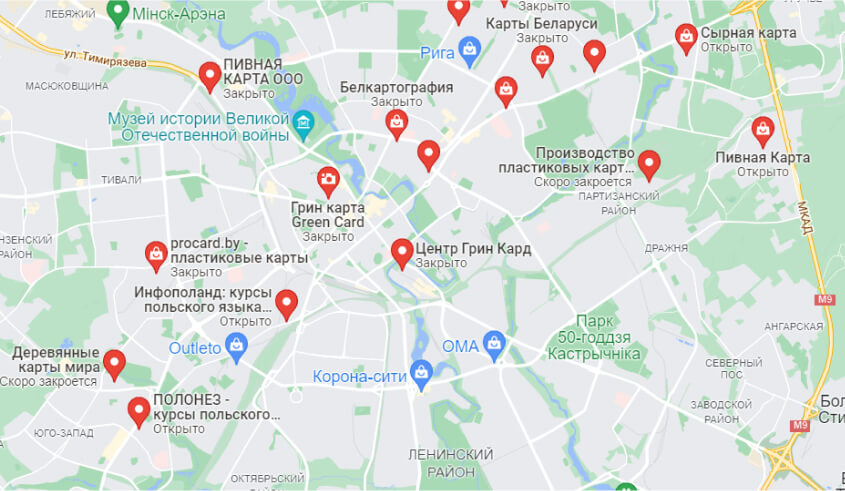 ЛЕБЯЖИЙ
Мінск-Арэна
ул. Тимирязева
МАСЮКОВЩИНА
ПИВНАЯ
КАРТА ООО
Закрыто
Закрыто
Карты Беларуси
Закрыто
Рига
Сырная карта
Открыто
Белкартография
Закрыто
Музей истории Великой
Отечественной войны
Производство
пластиковых карт...
Скоро закроется
Пивная Карта
Открыто
ТИВАЛИ
ПАРТИЗАНСКИЙ
РАЙОН
МКАД
Грин карта
Green Card
Закрыто
ЗЕНСКИЙ
РАЙОН
procard.by -
пластиковые карты
Закрыто
Центр Грин Кард
Закрыто
ДРАЖНЯ
Инфополанд: курсы
польского языка...
Открыто
M9
Парк
50-годдзя
Кастрычніка
АНГАРСКАЯ
Outleto
ОМА
Деревянные
карты мира
Скоро закроется
Корона-сити
СЕВЕРНЫЙ
ПОС
ПОЛОНЕЗ -
курсы польского...
Открыто
ЗАВОДСКОЙ
РАЙОН
M9
Бол
Сти
ЮГО-ЗАПАД
ЛЕНИНСКИЙ
РАЙОН
ОКТЯБРЬСКИЙ
РАЙОН